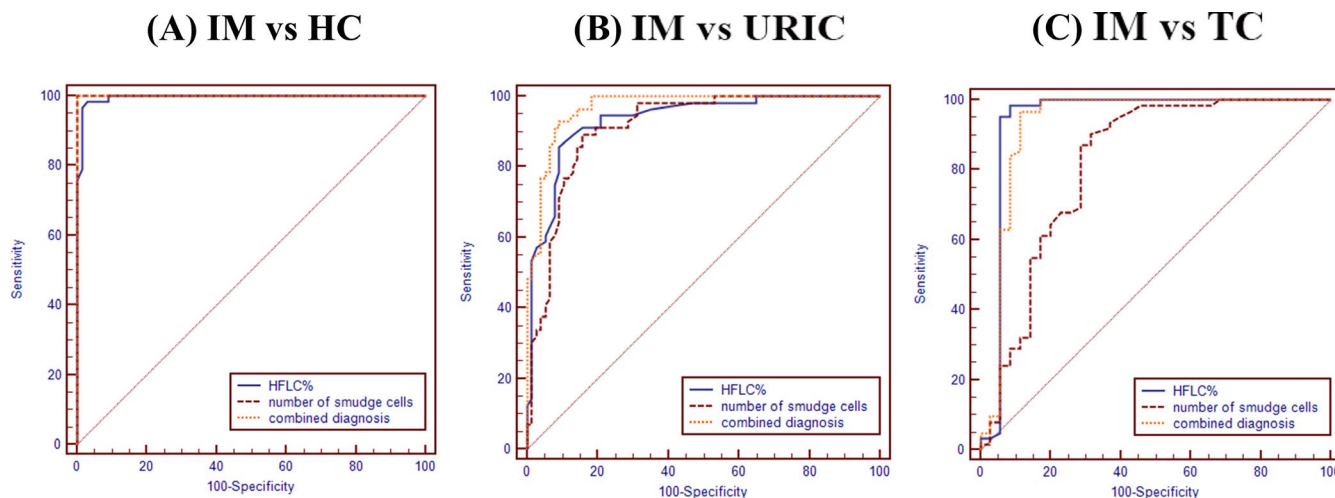 (A) IM vs HC
100
80
60
40
20
0
Sensitivity
HFLC%
number of smudge cells
combined diagnosis
0 20 40 60 80 100
100-Specificity
(B) IM vs URIC
100
80
60
40
20
0
Sensitivity
HFLC%
number of smudge cells
combined diagnosis
0 20 40 60 80 100
100-Specificity
(C) IM vs TC
100
80
60
40
20
0
Sensitivity
HFLC%
number of smudge cells
combined diagnosis
0 20 40 60 80 100
100-Specificity